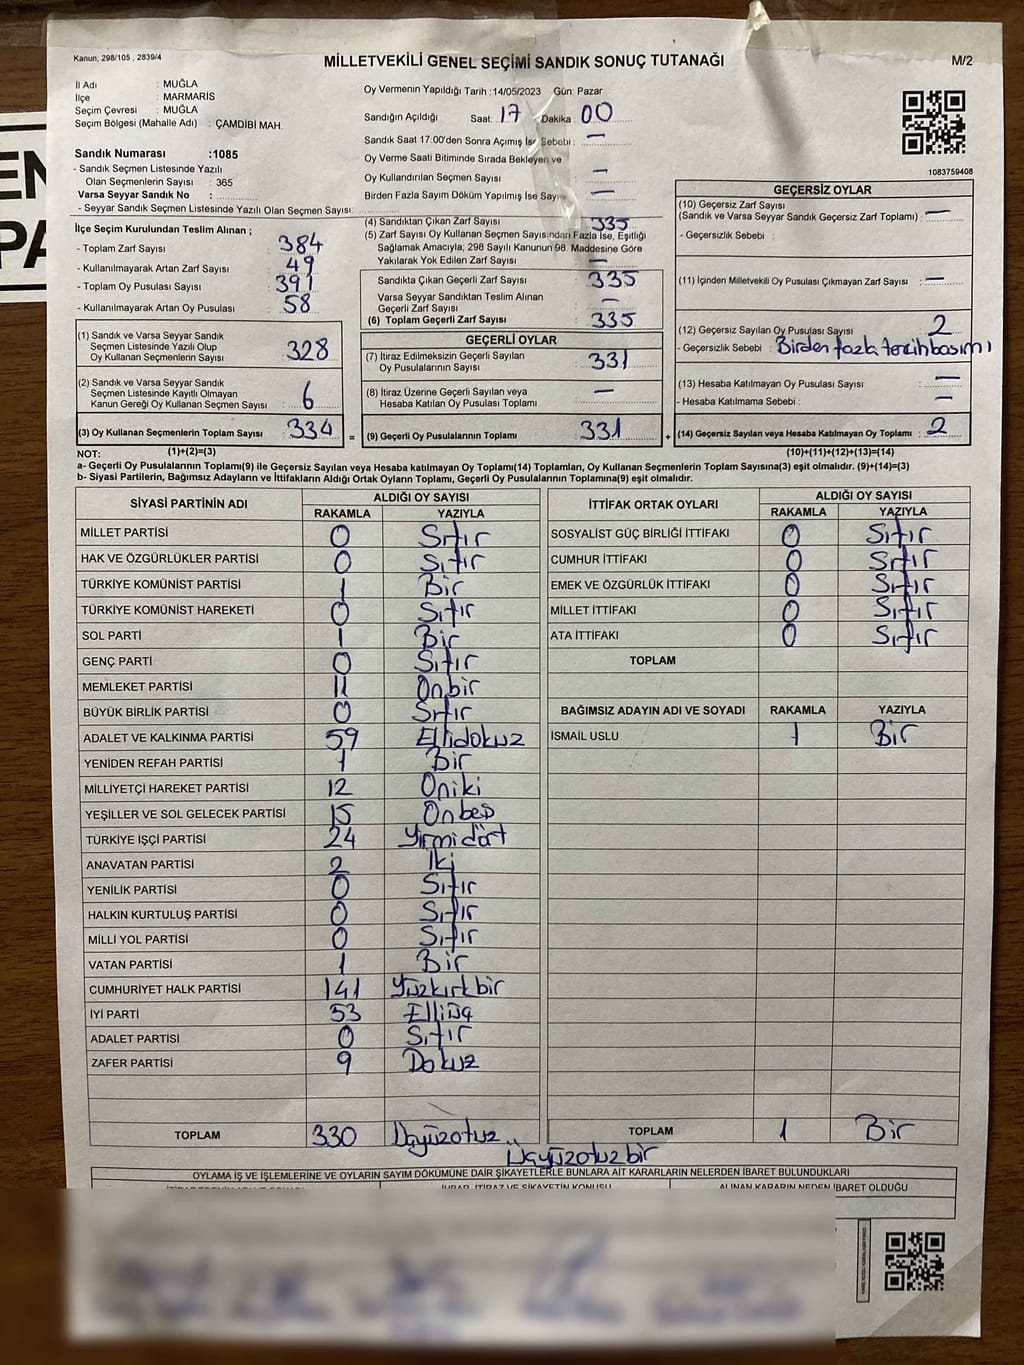 EN
PA
Kanun; 298/105 , 2839/4
MİLLETVEKİLİ GENEL SEÇİMİ SANDIK SONUÇ TUTANAĞI
M/2
İl Adı : MUĞLA
İlçe : MARMARİS
Seçim Çevresi : MUĞLA
Seçim Bölgesi (Mahalle Adı) : ÇAMDİBİ MAH.
Sandık Numarası :1085
- Sandık Seçmen Listesinde Yazılı
Olan Seçmenlerin Sayısı : 365
Varsa Seyyar Sandık No :
- Seyyar Sandık Seçmen Listesinde Yazılı Olan Seçmen Sayısı:
Oy Vermenin Yapıldığı Tarih :14/05/2023 Gün: Pazar
Sandığın Açıldığı Saat: 17 Dakika 00
Sandık Saat 17:00'den Sonra Açımış İse Sebebi : —
Oy Verme Saati Bitiminde Sırada Bekleyen ve
Oy Kullandırılan Seçmen Sayısı —
Birden Fazla Sayım Döküm Yapılmış İse Sayısı —
1083759408
İlçe Seçim Kurulundan Teslim Alınan ;
- Toplam Zarf Sayısı : 384
- Kullanılmayarak Artan Zarf Sayısı : 49
- Toplam Oy Pusulası Sayısı : 391
- Kullanılmayarak Artan Oy Pusulası : 58
(1) Sandık ve Varsa Seyyar Sandık
Seçmen Listesinde Yazılı Olup
Oy Kullanan Seçmenlerin Sayısı : 328
(2) Sandık ve Varsa Seyyar Sandık
Seçmen Listesinde Kayıtlı Olmayan
Kanun Gereği Oy Kullanan Seçmen Sayısı : 6
(3) Oy Kullanan Seçmenlerin Toplam Sayısı : 334 =
(4) Sandıktan Çıkan Zarf Sayısı 335
(5) Zarf Sayısı Oy Kullanan Seçmen Sayısından Fazla İse, Eşitliği
Sağlamak Amacıyla, 298 Sayılı Kanunun 98. Maddesine Göre
Yakılarak Yok Edilen Zarf Sayısı : —
Sandıkta Çıkan Geçerli Zarf Sayısı : 335
Varsa Seyyar Sandıktan Teslim Alınan
Geçerli Zarf Sayısı : —
(6) Toplam Geçerli Zarf Sayısı : 335
GEÇERLİ OYLAR
(7) İtiraz Edilmeksizin Geçerli Sayılan
Oy Pusulalarının Sayısı : 331
(8) İtiraz Üzerine Geçerli Sayılan veya
Hesaba Katılan Oy Pusulası Toplamı : —
(9) Geçerli Oy Pusulalarının Toplamı : 331 +
GEÇERSİZ OYLAR
(10) Geçersiz Zarf Sayısı
(Sandık ve Varsa Seyyar Sandık Geçersiz Zarf Toplamı) : —
- Geçersizlik Sebebi :
(11) İçinden Milletvekili Oy Pusulası Çıkmayan Zarf Sayısı : —
(12) Geçersiz Sayılan Oy Pusulası Sayısı : 2
- Geçersizlik Sebebi : Birden fazla tercih basımı
(13) Hesaba Katılmayan Oy Pusulası Sayısı : —
- Hesaba Katılmama Sebebi : —
(14) Geçersiz Sayılan veya Hesaba Katılmayan Oy Toplamı : 2
NOT: (1)+(2)=(3) (10)+(11)+(12)+(13)=(14)
a- Geçerli Oy Pusulalarının Toplamı(9) ile Geçersiz Sayılan veya Hesaba katılmayan Oy Toplamı(14) Toplamları, Oy Kullanan Seçmenlerin Toplam Sayısına(3) eşit olmalıdır. (9)+(14)=(3)
b- Siyasi Partilerin, Bağımsız Adayların ve İttifakların Aldığı Ortak Oyların Toplamı, Geçerli Oy Pusulalarının Toplamına(9) eşit olmalıdır.
SİYASİ PARTİNİN ADI ALDIĞI OY SAYISI
RAKAMLA YAZIYLA
MİLLET PARTİSİ 0 Sıfır
HAK VE ÖZGÜRLÜKLER PARTİSİ 0 Sıfır
TÜRKİYE KOMÜNİST PARTİSİ 1 Bir
TÜRKİYE KOMÜNİST HAREKETİ 0 Sıfır
SOL PARTİ 1 Bir
GENÇ PARTİ 0 Sıfır
MEMLEKET PARTİSİ 11 Onbir
BÜYÜK BİRLİK PARTİSİ 0 Sıfır
ADALET VE KALKINMA PARTİSİ 59 Ellidokuz
YENİDEN REFAH PARTİSİ 1 Bir
MİLLİYETÇİ HAREKET PARTİSİ 12 Oniki
YEŞİLLER VE SOL GELECEK PARTİSİ 15 Onbeş
TÜRKİYE İŞÇİ PARTİSİ 24 Yirmidört
ANAVATAN PARTİSİ 2 İki
YENİLİK PARTİSİ 0 Sıfır
HALKIN KURTULUŞ PARTİSİ 0 Sıfır
MİLLİ YOL PARTİSİ 0 Sıfır
VATAN PARTİSİ 1 Bir
CUMHURİYET HALK PARTİSİ 141 Yüzkırkbir
İYİ PARTİ 53 Elliüç
ADALET PARTİSİ 0 Sıfır
ZAFER PARTİSİ 9 Dokuz
TOPLAM 330 Üçyüzotuz
İTTİFAK ORTAK OYLARI ALDIĞI OY SAYISI
RAKAMLA YAZIYLA
SOSYALİST GÜÇ BİRLİĞİ İTTİFAKI 0 Sıfır
CUMHUR İTTİFAKI 0 Sıfır
EMEK VE ÖZGÜRLÜK İTTİFAKI 0 Sıfır
MİLLET İTTİFAKI 0 Sıfır
ATA İTTİFAKI 0 Sıfır
TOPLAM
BAĞIMSIZ ADAYIN ADI VE SOYADI RAKAMLA YAZIYLA
İSMAİL USLU 1 Bir
TOPLAM 1 Bir
Üçyüzotuzbir
OYLAMA İŞ VE İŞLEMLERİNE VE OYLARIN SAYIM DÖKÜMÜNE DAİR ŞİKAYETLERLE BUNLARA AİT KARARLARIN NELERDEN İBARET BULUNDUKLARI
İHBAR, İTİRAZ VE ŞİKAYETİN KONUSU ALINAN KARARIN NEDEN İBARET OLDUĞU